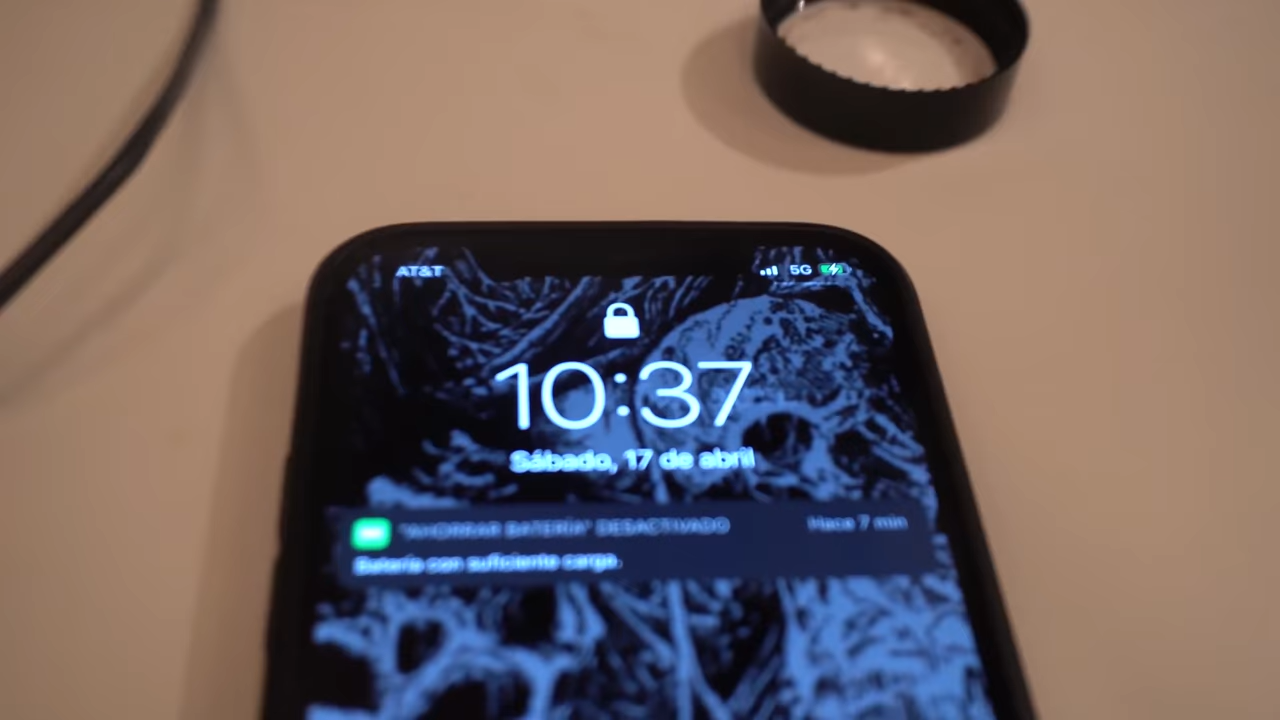 AT&T
5G
10:37
Sábado, 17 de abril
"AHORRAR BATERÍA" DESACTIVADO
Hace 7 min
Batería con suficiente carga.